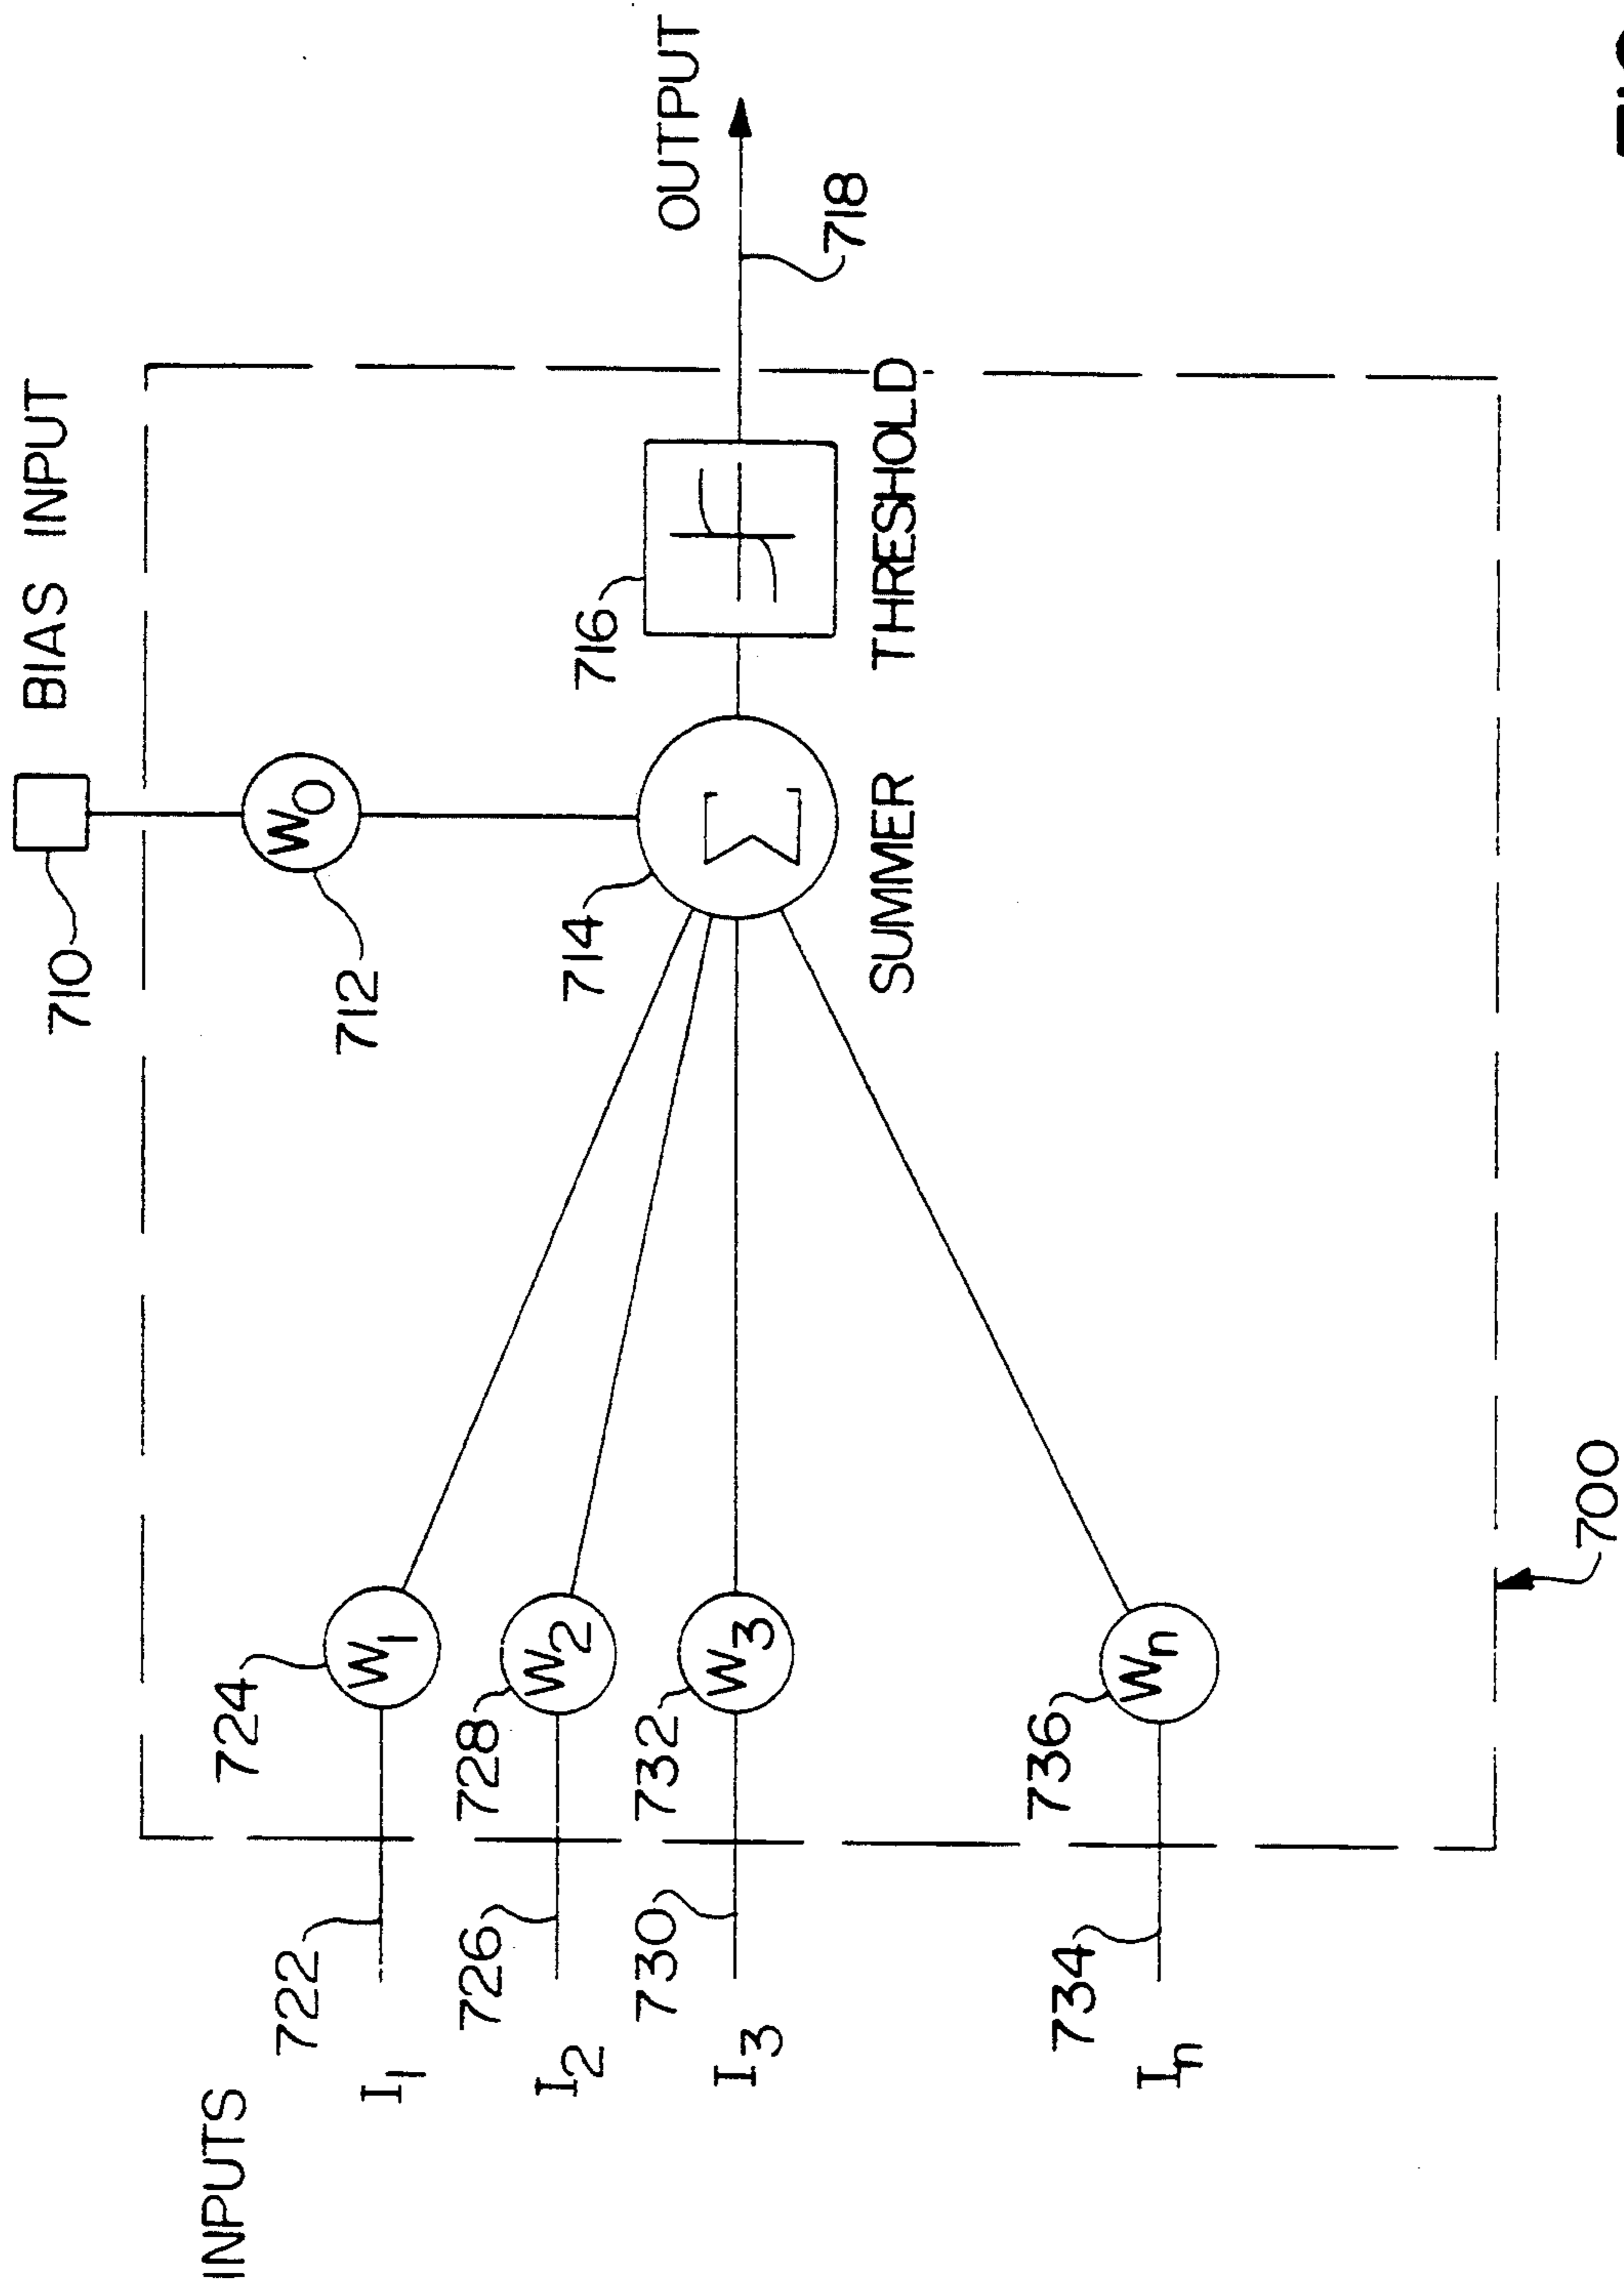 710
BIAS INPUT
W0
712
INPUTS
722
I1
724
W1
726
I2
728
W2
730
I3
732
W3
734
In
736
Wn
714
Σ
SUMMER
716
THRESHOLD
OUTPUT
718
700